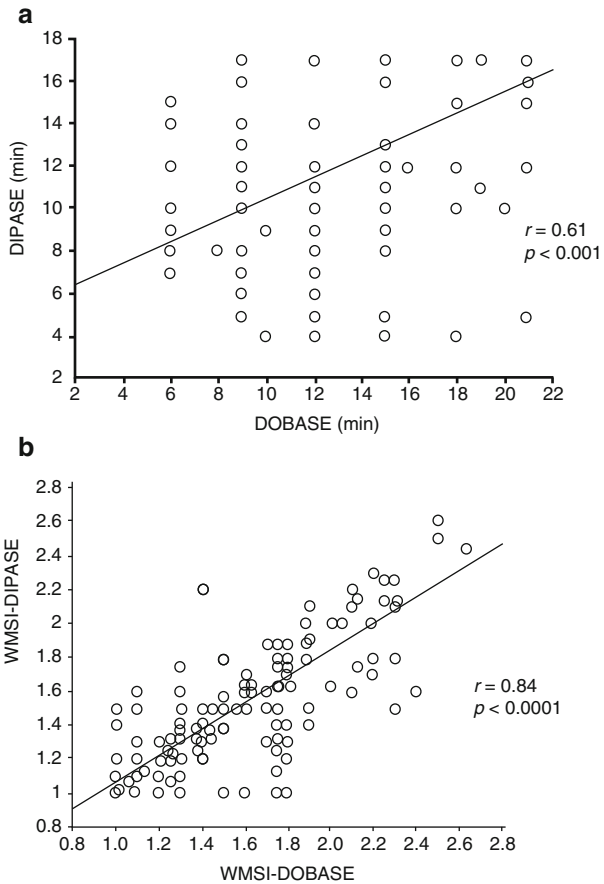 a
18
16
14
12
10
8
6
4
2
DIPASE (min)
r = 0.61
p < 0.001
2 4 6 8 10 12 14 16 18 20 22
DOBASE (min)
b
2.8
2.6
2.4
2.2
2
1.8
1.6
1.4
1.2
1
0.8
WMSI-DIPASE
r = 0.84
p < 0.0001
0.8 1.0 1.2 1.4 1.6 1.8 2.0 2.2 2.4 2.6 2.8
WMSI-DOBASE